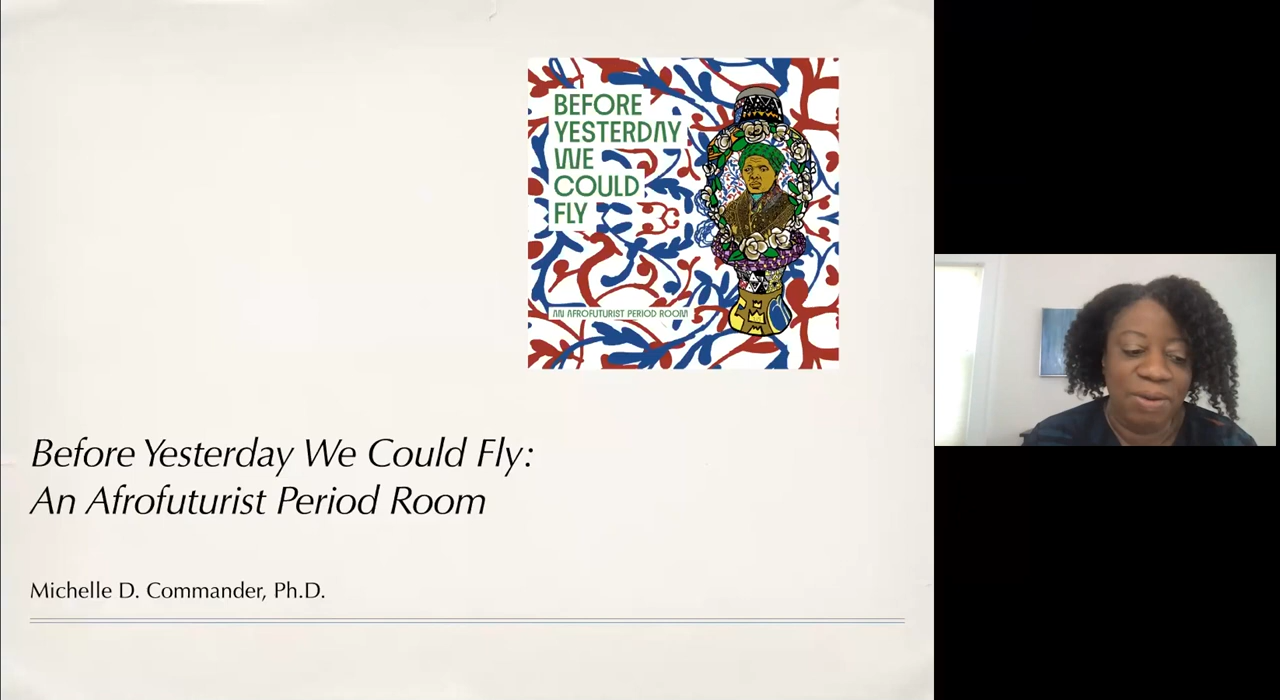 BEFORE
YESTERDAY
WE
COULD
FLY
AN AFROFUTURIST PERIOD ROOM
Before Yesterday We Could Fly:
An Afrofuturist Period Room
Michelle D. Commander, Ph.D.